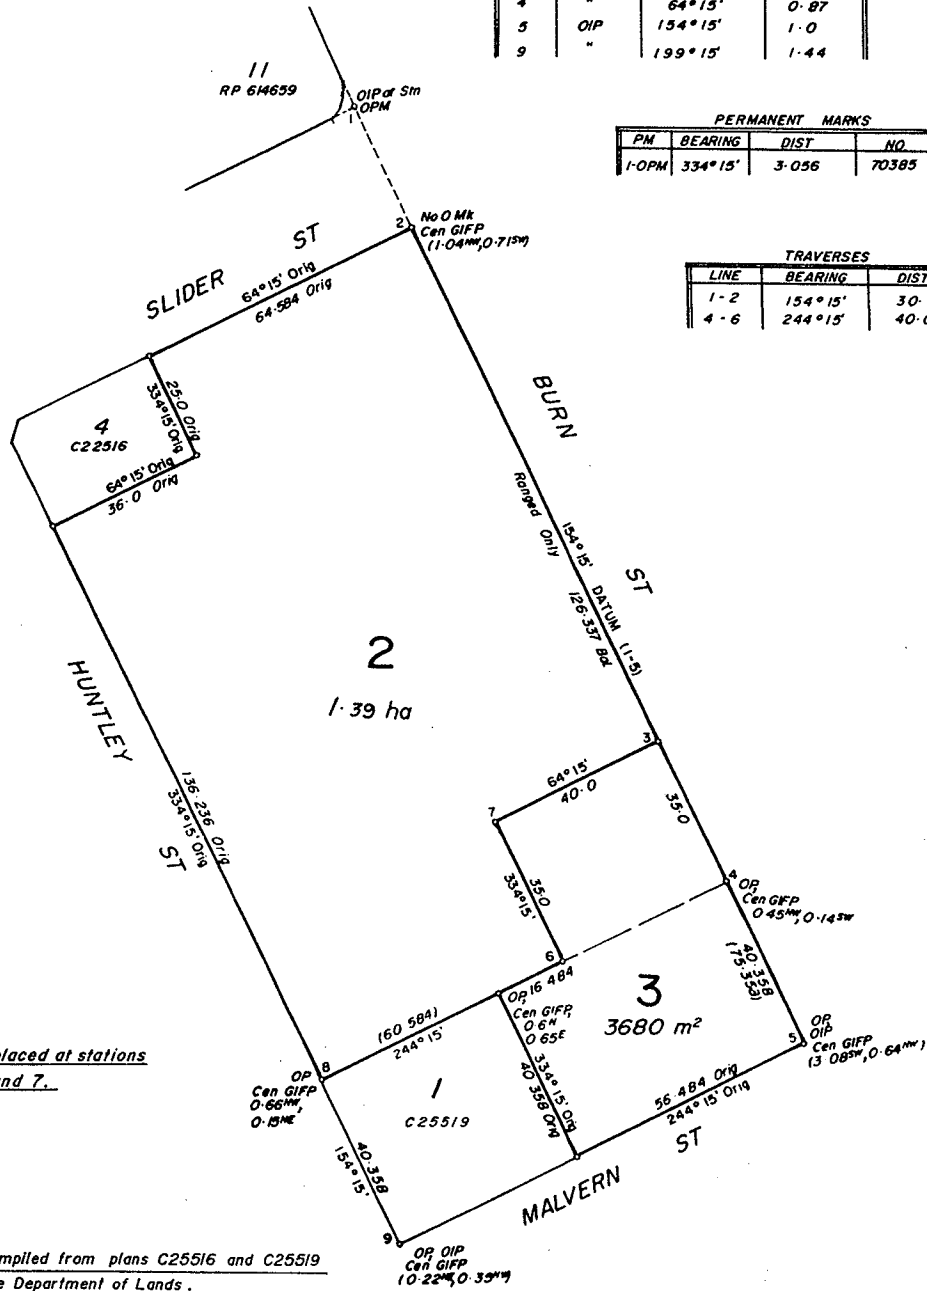 4 " 64°15' 0·87
5 OIP 154°15' 1·0
9 " 199°15' 1·44
11
RP 614659
OIP at Stn
OPM
1
PERMANENT MARKS
PM BEARING DIST NO
1-OPM 334°15' 3·056 70385
TRAVERSES
LINE BEARING DIST
1-2 154°15' 30·
4-6 244°15' 40·
2
No O Mk
Cen GIFP
(1·04NW, 0·71SW)
SLIDER ST
64°15' Orig
64·584 Orig
4
C22516
25·0 Orig
334°15' Orig
64°15' Orig
36·0 Orig
BURN ST
Ranged Only
154°15' DATUM (1-5)
126·337 Bal
2
1·39 ha
HUNTLEY ST
136·236 Orig
334°15' Orig
3
64°15'
40·0
7
35·0
35·0
334°15'
4
OP,
Cen GIFP
0·45NW, 0·14SW
6
16·484
40·358
(75·353)
3
3680 m²
OP,
Cen GIFP,
0·6N
0·65E
(60·584)
244°15'
334°15' Orig
40·358 Orig
5
OP,
OIP
Cen GIFP
(3·08SW, 0·64NW)
56·484 Orig
244°15' Orig
laced at stations
nd 7.
8
OP
Cen GIFP
0·66NW,
0·15NE
1
C25519
40·358
154°15'
MALVERN ST
9
OP, OIP
Cen GIFP
(0·22NE, 0·39NW)
mpiled from plans C25516 and C25519
e Department of Lands.